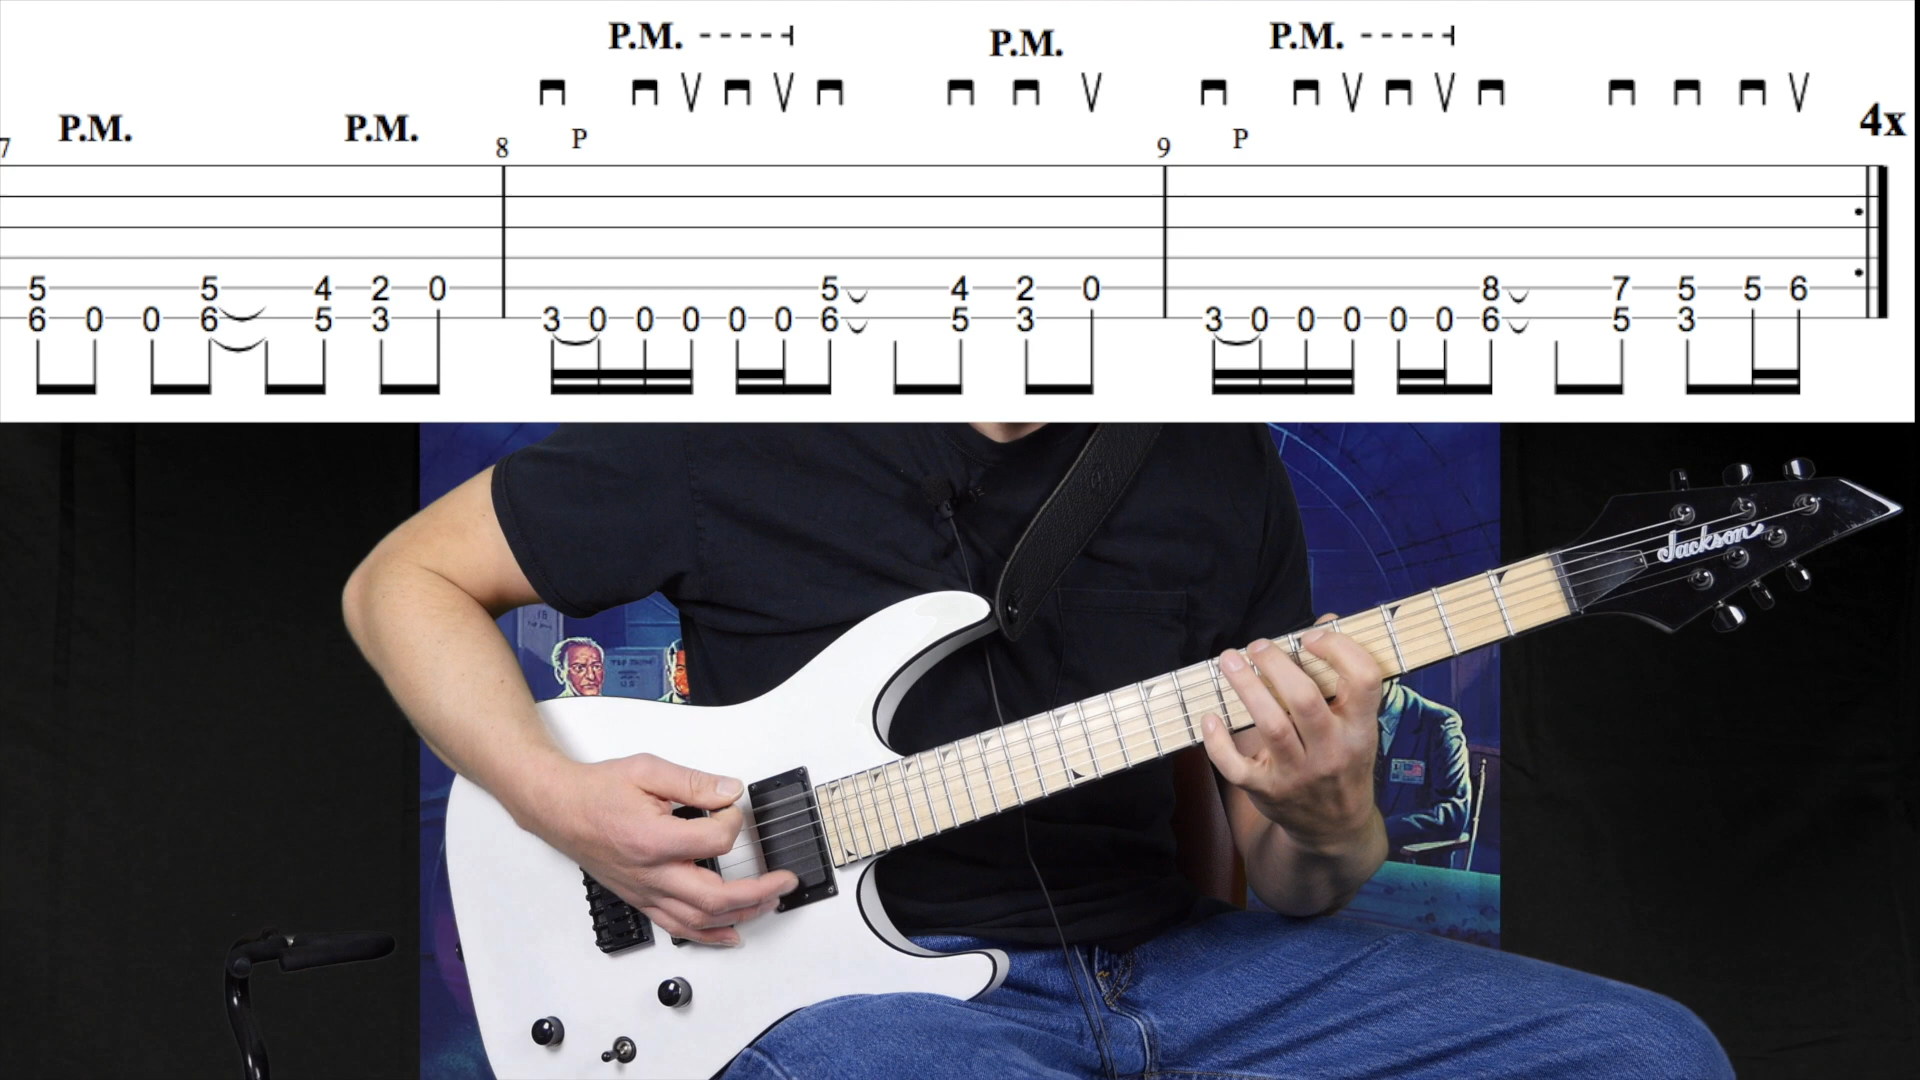 P.M. ----⊣ P.M. P.M. ----⊣
P.M. P.M. 4x
7 8 P 9 P
5 5 4 2 0 5 4 2 0 8 7 5 5 6
6 0 0 6 5 3 3 0 0 0 0 0 6 5 3 3 0 0 0 0 0 6 5 3
Jackson